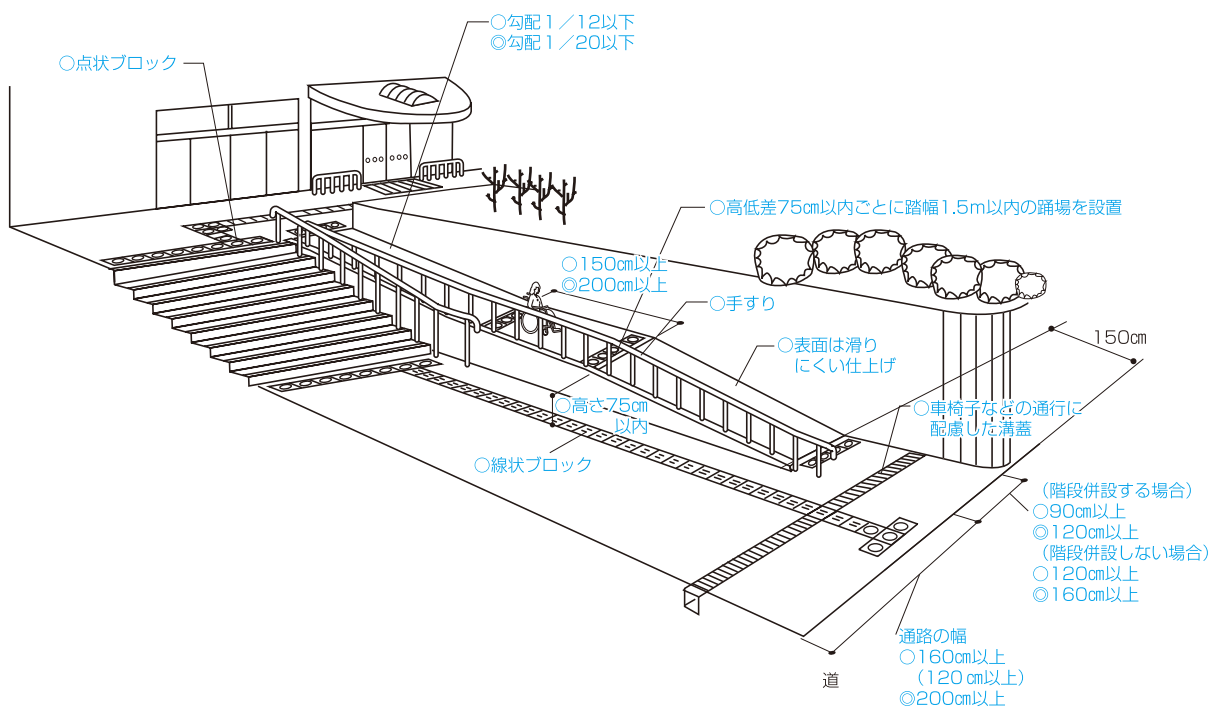 ○勾配1／12以下
◎勾配1／20以下
○点状ブロック
○高低差75㎝以内ごとに踏幅1.5m以内の踊場を設置
○150㎝以上
◎200㎝以上
○手すり
○表面は滑り
にくい仕上げ
150㎝
○高さ75㎝
以内
○車椅子などの通行に
配慮した溝蓋
○線状ブロック
（階段併設する場合）
○90㎝以上
◎120㎝以上
（階段併設しない場合）
○120㎝以上
◎160㎝以上
通路の幅
○160㎝以上
（120㎝以上）
◎200㎝以上
道